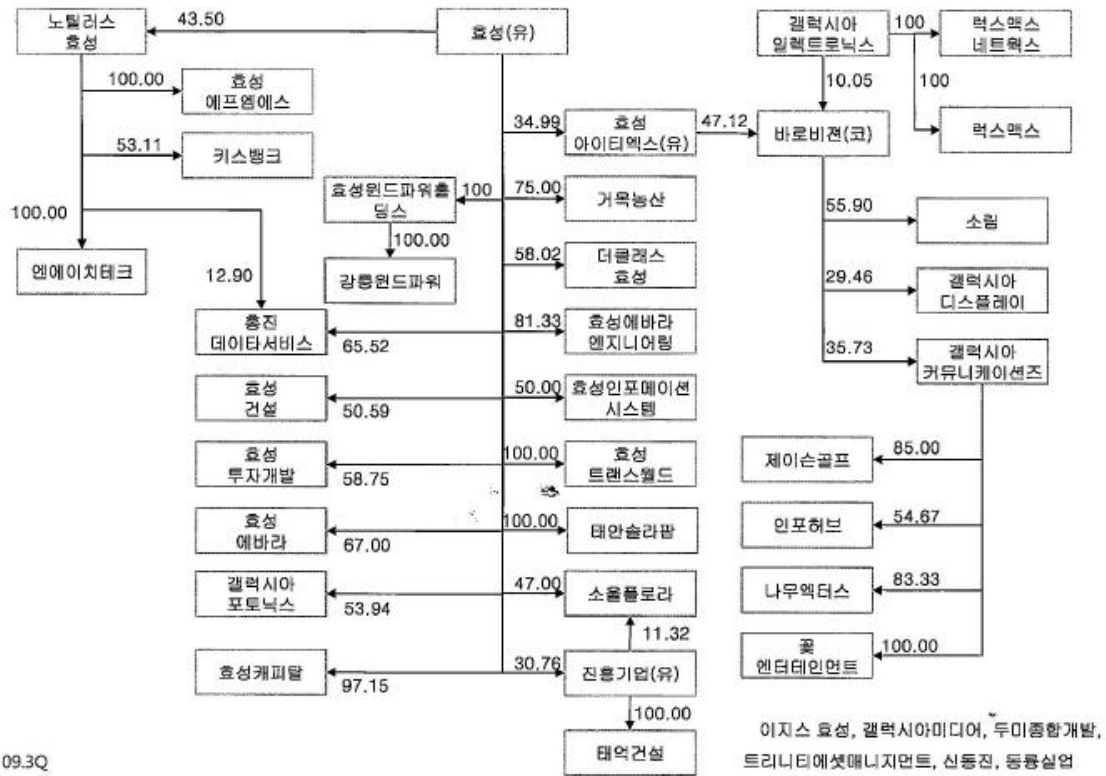 노틸러스
효성
43.50
효성(유)
갤럭시아
일렉트로닉스
100
럭스맥스
네트웍스
100.00
효성
에프엠에스
10.05
100
53.11
키스뱅크
34.99
효성
아이티엑스(유)
47.12
바로비젼(코)
럭스맥스
100.00
효성윈드파워홀
딩스
100
75.00
거목농산
55.90
소림
엔에이치테크
12.90
100.00
강릉윈드파워
58.02
더클래스
효성
29.46
갤럭시아
디스플레이
홍진
데이타서비스
65.52
81.33
효성에바라
엔지니어링
35.73
갤럭시아
커뮤니케이션즈
효성
건설
50.59
50.00
효성인포메이션
시스템
효성
투자개발
58.75
100.00
효성
트랜스월드
제이슨골프
85.00
효성
에바라
67.00
100.00
태안솔라팜
인포허브
54.67
갤럭시아
포토닉스
53.94
47.00
소울플로라
나무엑터스
83.33
11.32
효성캐피탈
97.15
30.76
진흥기업(유)
꽃
엔터테인먼트
100.00
100.00
태억건설
이지스 효성, 갤럭시아미디어, 두미종합개발,
트리니티에셋매니지먼트, 신동진, 동륭실업
09.3Q